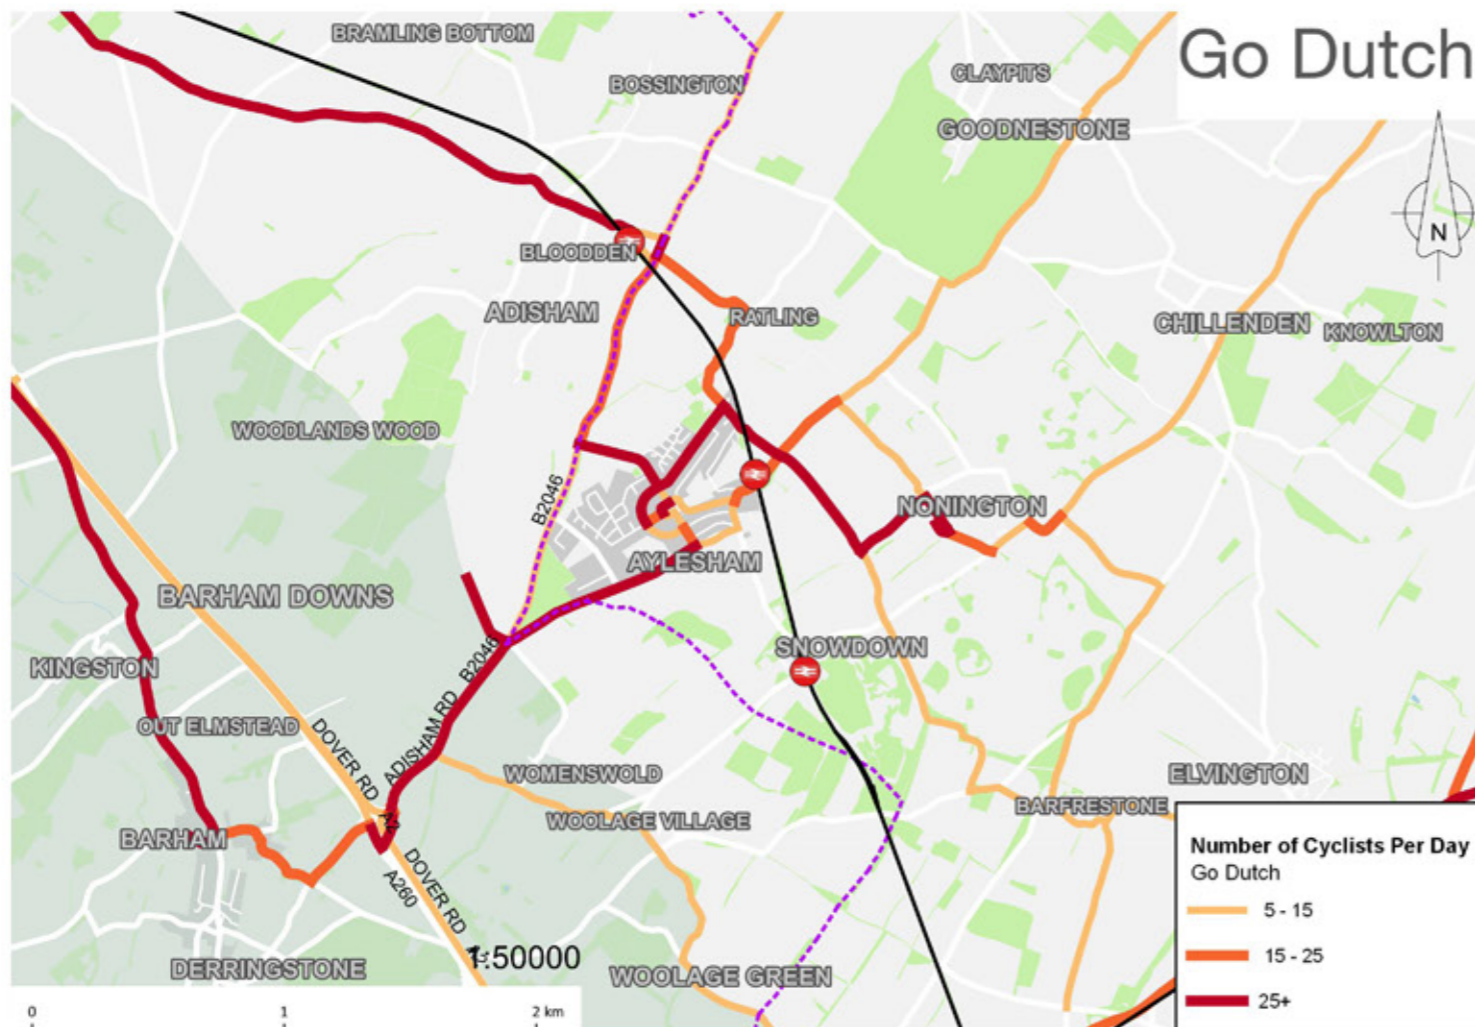 Go Dutch
BRAMLING BOTTOM
BOSSINGTON
CLAYPITS
GOODNESTONE
N
BLOODDEN
ADISHAM
RATLING
CHILLENDEN
KNOWLTON
WOODLANDS WOOD
B2046
NONINGTON
AYLESHAM
BARHAM DOWNS
KINGSTON
B2046
SNOWDOWN
OUT ELMSTEAD
DOVER RD
ADISHAM RD
WOMENSWOLD
ELVINGTON
BARFRESTONE
A2
WOOLAGE VILLAGE
BARHAM
DOVER RD
A260
DERRINGSTONE
1:50000
WOOLAGE GREEN
0 1 2 km
Number of Cyclists Per Day
Go Dutch
5 - 15
15 - 25
25+